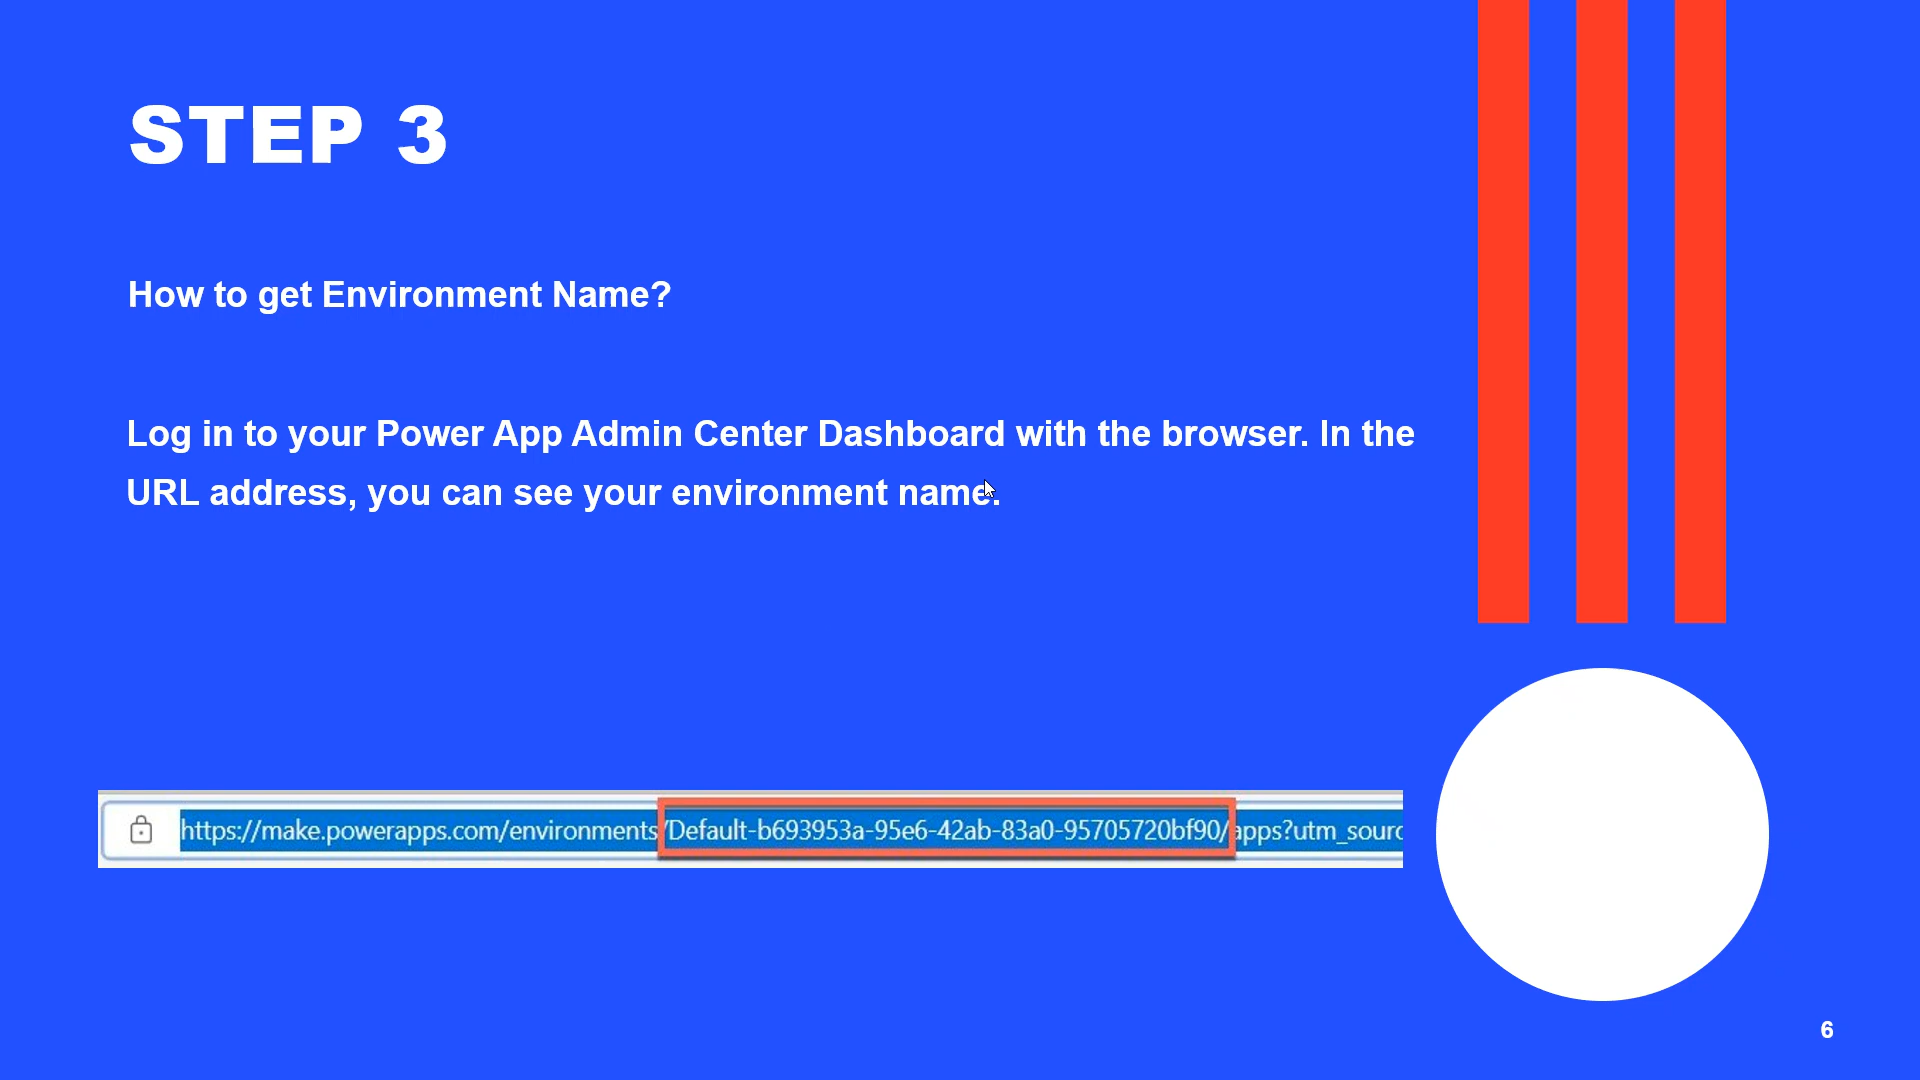 STEP 3
How to get Environment Name?
Log in to your Power App Admin Center Dashboard with the browser. In the
URL address, you can see your environment name.
https://make.powerapps.com/environments/Default-b693953a-95e6-42ab-83a0-95705720bf90/apps?utm_sourc
6